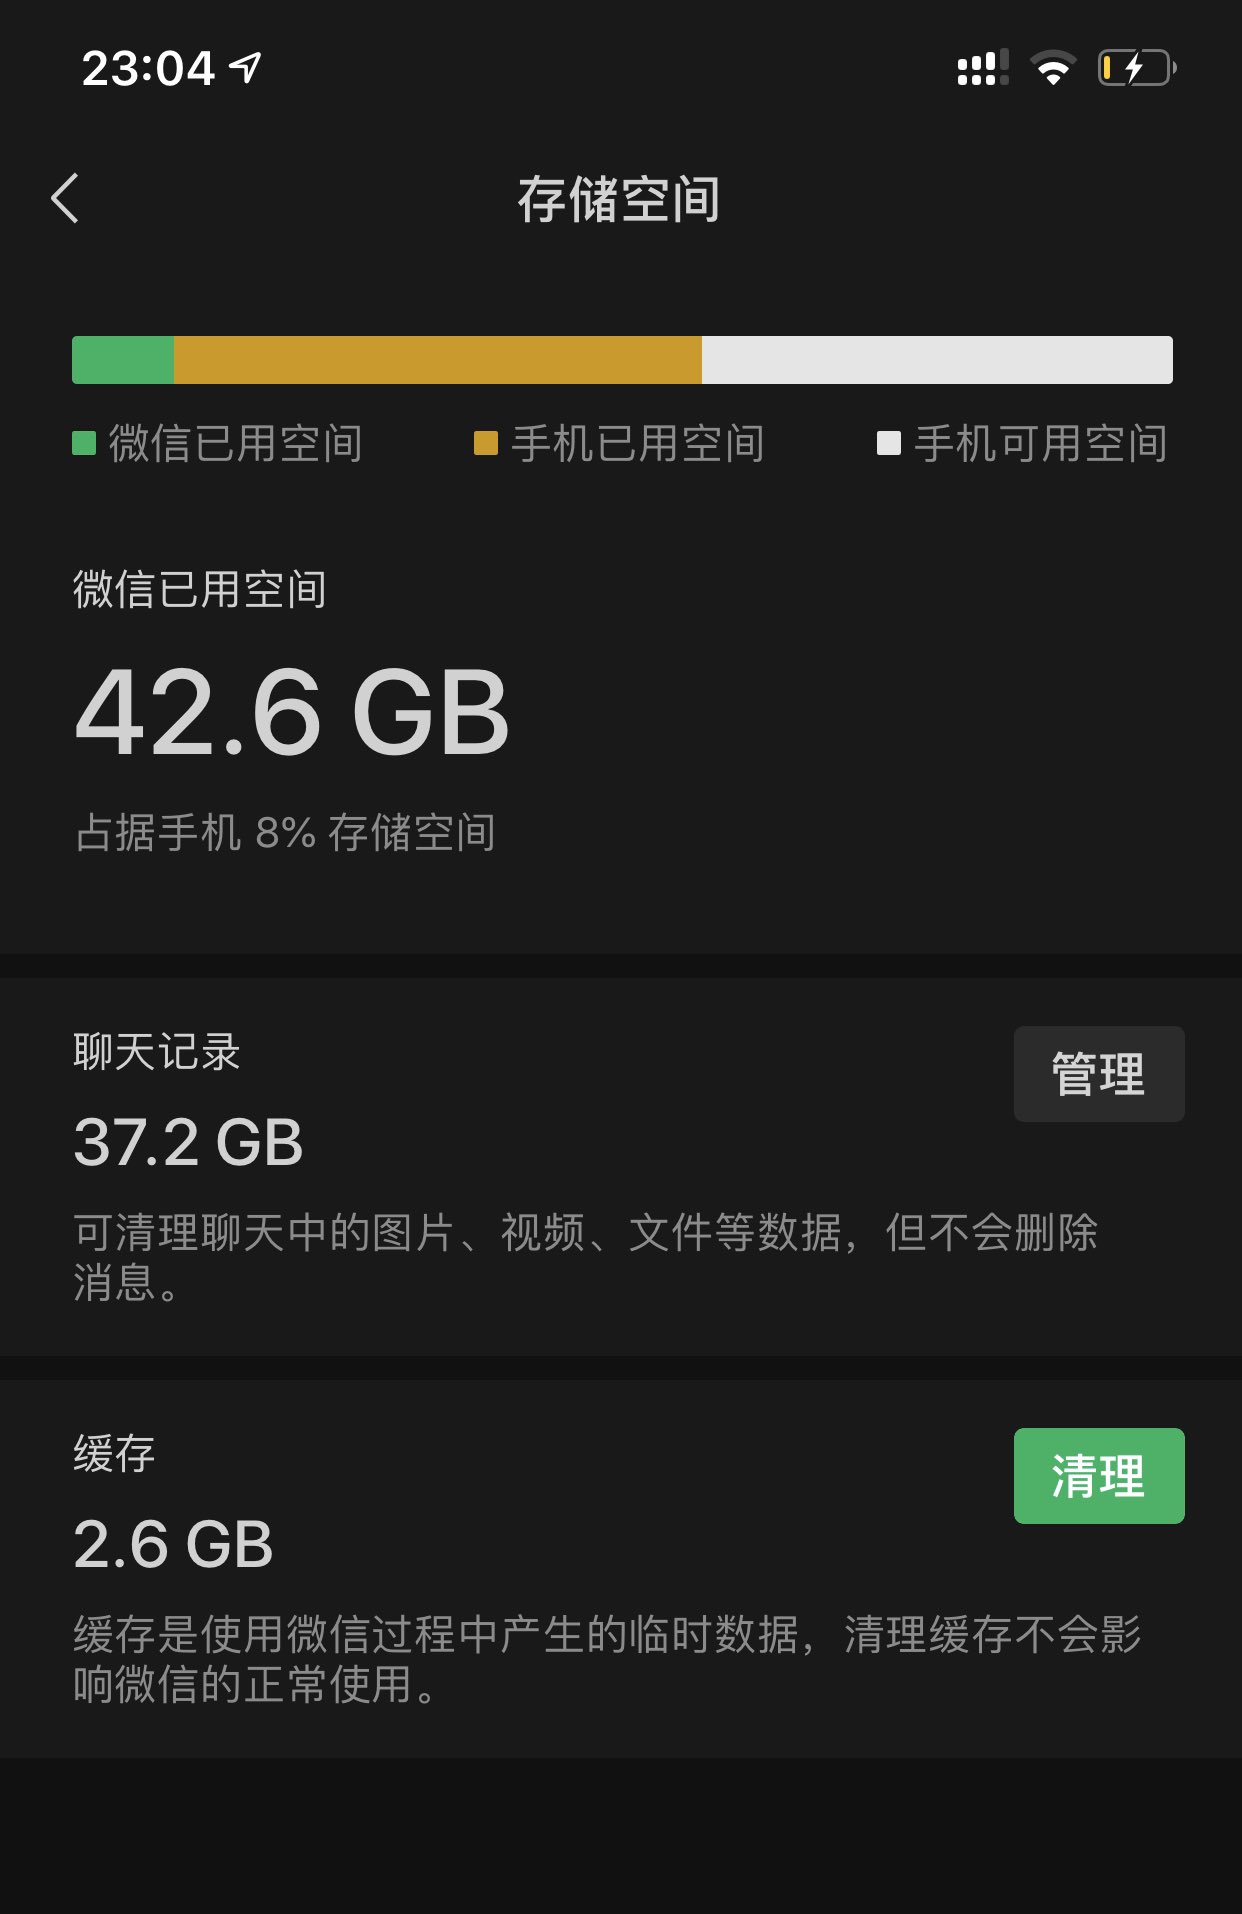 23:04
存储空间
微信已用空间 手机已用空间 手机可用空间
微信已用空间
42.6 GB
占据手机 8% 存储空间
聊天记录
管理
37.2 GB
可清理聊天中的图片、视频、文件等数据，但不会删除
消息。
缓存
清理
2.6 GB
缓存是使用微信过程中产生的临时数据，清理缓存不会影
响微信的正常使用。